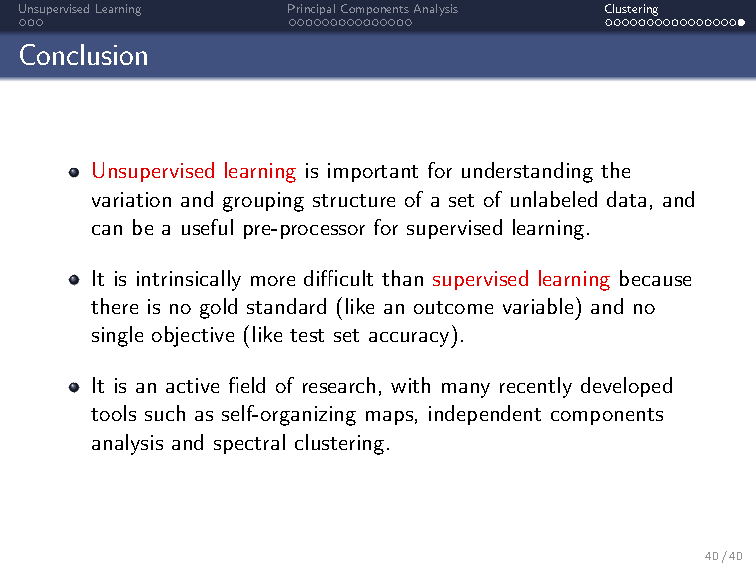 Unsupervised Learning
Principal Components Analysis
Clustering
Conclusion
Unsupervised learning is important for understanding the
variation and grouping structure of a set of unlabeled data, and
can be a useful pre-processor for supervised learning.
It is intrinsically more difficult than supervised learning because
there is no gold standard (like an outcome variable) and no
single objective (like test set accuracy).
It is an active field of research, with many recently developed
tools such as self-organizing maps, independent components
analysis and spectral clustering.
40 / 40